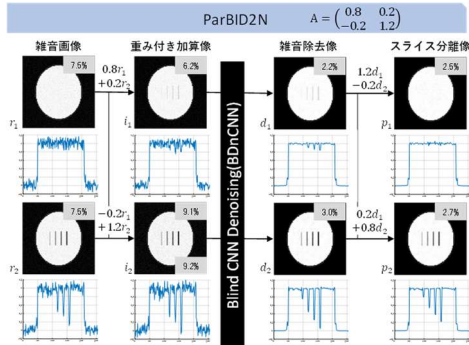 ParBID2N A = ( 0.8 0.2
-0.2 1.2 )
雑音画像 重み付き加算像 雑音除去像 スライス分離像
7.6% 0.8r₁ 6.2% 2.2% 1.2d₁ 2.5%
+0.2r₂ −0.2d₂
r₁ i₁ d₁ p₁
Blind CNN Denoising(BDnCNN)
7.6% −0.2r₁ 9.1% 3.0% 0.2d₁ 2.7%
+1.2r₂ +0.8d₂
r₂ i₂ 9.2% d₂ p₂